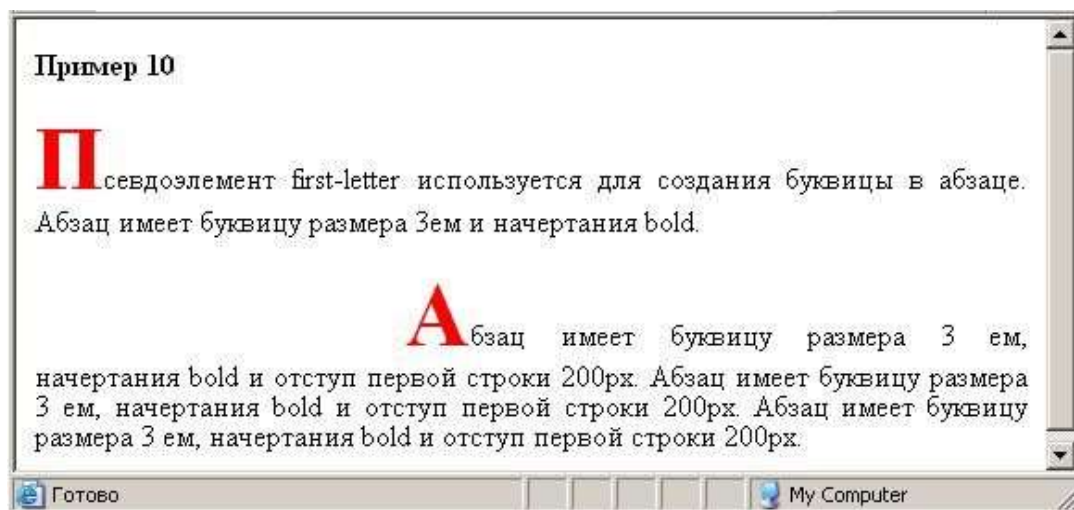 Пример 10
Псевдоэлемент first-letter используется для создания буквицы в абзаце.
Абзац имеет буквицу размера 3ем и начертания bold.
Абзац имеет буквицу размера 3 ем,
начертания bold и отступ первой строки 200px. Абзац имеет буквицу размера
3 ем, начертания bold и отступ первой строки 200px. Абзац имеет буквицу
размера 3 ем, начертания bold и отступ первой строки 200px.
Готово My Computer